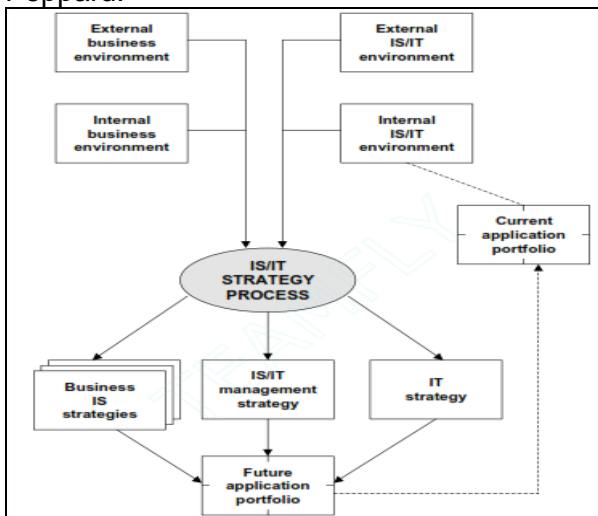 Peppard.
External
business
environment
External
IS/IT
environment
Internal
business
environment
Internal
IS/IT
environment
Current
application
portfolio
IS/IT
STRATEGY
PROCESS
TEAMFLY
Business
IS
strategies
IS/IT
management
strategy
IT
strategy
Future
application
portfolio